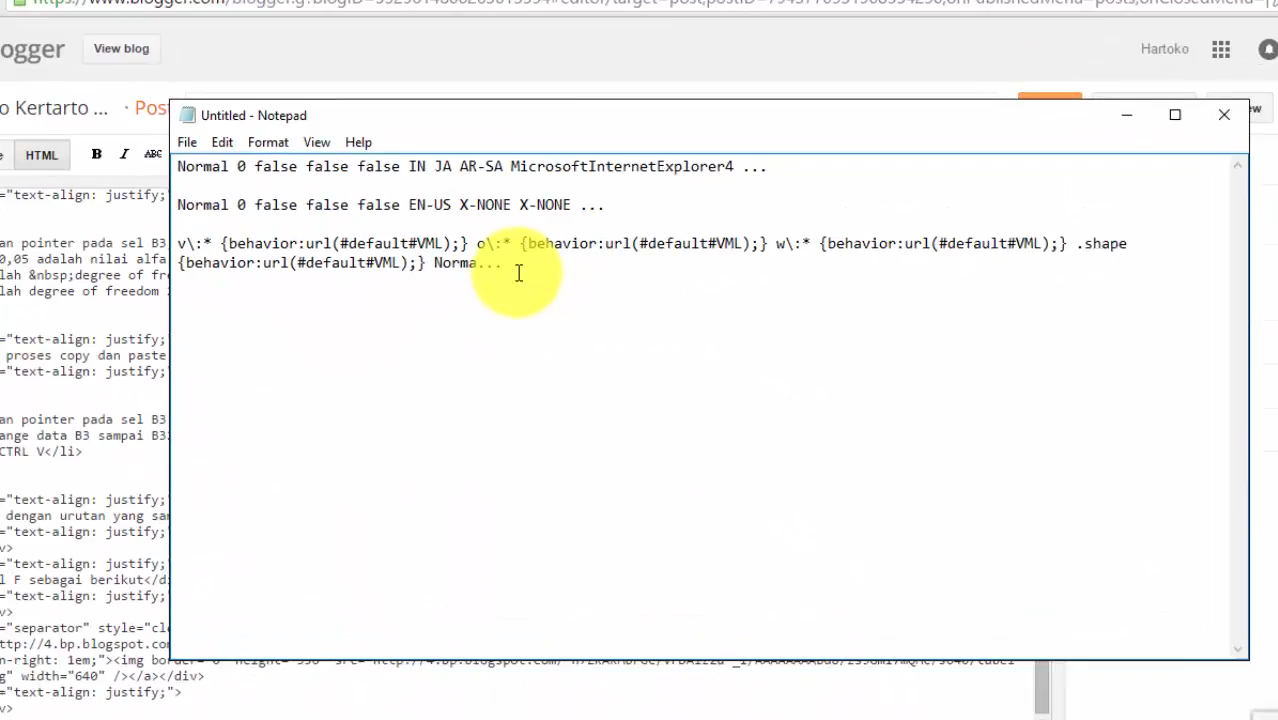 View blog
Hartoko
o Kertarto ... · Pos
Untitled - Notepad
File Edit Format View Help
HTML B I ABC
Normal 0 false false false IN JA AR-SA MicrosoftInternetExplorer4 ...
Normal 0 false false false EN-US X-NONE X-NONE ...
v\:* {behavior:url(#default#VML);} o\:* {behavior:url(#default#VML);} w\:* {behavior:url(#default#VML);} .shape
{behavior:url(#default#VML);} Norma...
="text-align: justify;"
an pointer pada sel B3
0,05 adalah nilai alfa
lah &nbsp;degree of fr
lah degree of freedom
="text-align: justify;"
proses copy dan paste
="text-align: justify;"
an pointer pada sel B3
ange data B3 sampai B3
CTRL V</li>
="text-align: justify;"
dengan urutan yang sa
="text-align: justify;"
v>
="text-align: justify;"
l F sebagai berikut</d
="text-align: justify;"
v>
="separator" style="cl
ttp://4.bp.blogspot.co
n-right: 1em;"><img
g" width="640" /></a></div>
="text-align: justify;">
v>